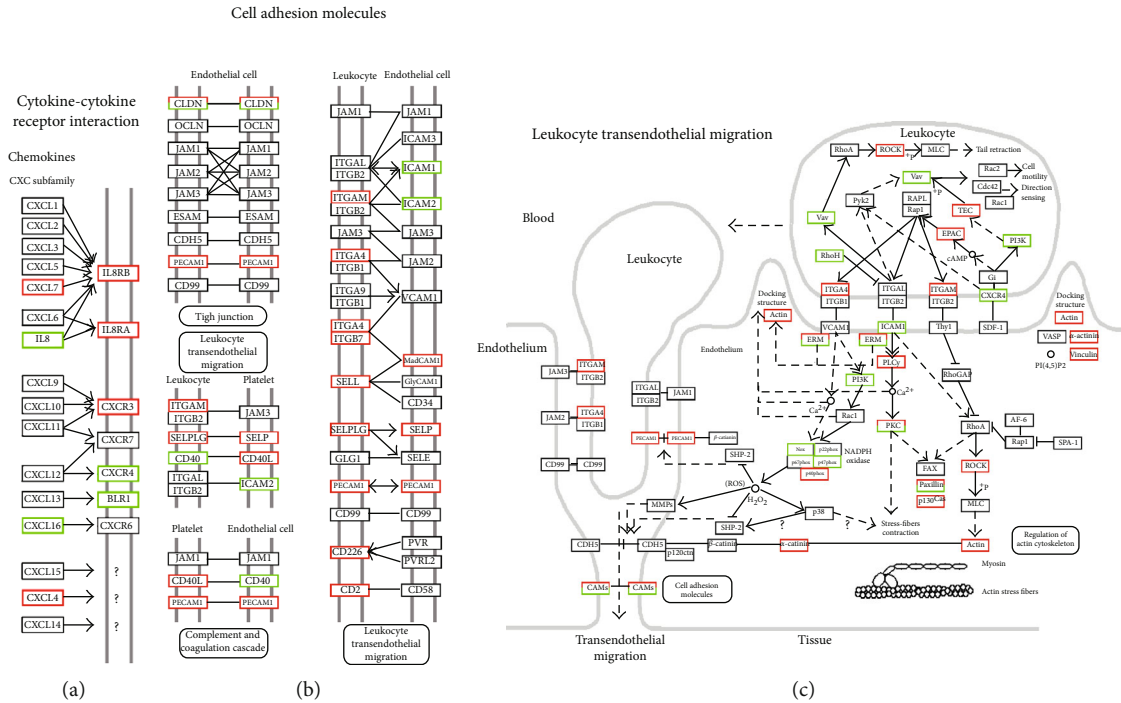 Cell adhesion molecules
Cytokine-cytokine
receptor interaction
Chemokines
CXC subfamily
CXCL1
CXCL2
CXCL3
CXCL5
CXCL7
CXCL6
IL8
IL8RB
IL8RA
CXCL9
CXCL10
CXCL11
CXCL12
CXCL13
CXCL16
CXCR3
CXCR7
CXCR4
BLR1
CXCR6
CXCL15
?
CXCL4
?
CXCL14
?
(a)
Endothelial cell
CLDN CLDN
OCLN OCLN
JAM1 JAM1
JAM2 JAM2
JAM3 JAM3
ESAM ESAM
CDH5 CDH5
PECAM1 PECAM1
CD99 CD99
Tigh junction
Leukocyte
transendothelial
migration
Leukocyte Platelet
ITGAM
ITGB2
JAM3
SELPLG SELP
CD40 CD40L
ITGAL
ITGB2
ICAM2
Platelet Endothelial cell
JAM1 JAM1
CD40L CD40
PECAM1 PECAM1
Complement and
coagulation cascade
Leukocyte Endothelial cell
JAM1 JAM1
ICAM3
ITGAL
ITGB2
ICAM1
ITGAM
ITGB2
ICAM2
JAM3 JAM3
ITGA4
ITGB1
JAM2
ITGA9
ITGB1
VCAM1
ITGA4
ITGB7
MadCAM1
SELL GlyCAM1
CD34
SELPLG SELP
GLG1 SELE
PECAM1 PECAM1
CD99 CD99
CD226
PVR
PVRL2
CD2 CD58
Leukocyte
transendothelial
migration
(b)
Leukocyte transendothelial migration
Leukocyte
RhoA ROCK +P MLC Tail retraction
Vav
+P
Rac2
Cdc42
Rac1
Cell
motility
Direction
sensing
Pyk2
RAPL
Rap1
TEC
Vav
EPAC
PI3K
cAMP
RhoH
Gi
CXCR4
ITGA4
ITGB1
ITGAL
ITGB2
ITGAM
ITGB2
Blood
Leukocyte
Docking
structure
Actin
VCAM1 ICAM1 Thy1 SDF-1
Docking
structure
Actin
VASP α-actinin
Vinculin
PI(4,5)P2
Endothelium
Endothelium
ERM ERM
PLCγ
RhoGAP
PI3K
Ca2+
Ca2+
Rac1
PKC
RhoA
AF-6
Rap1
SPA-1
JAM3
ITGAM
ITGB2
ITGAL
ITGB2
JAM1
JAM2
ITGA4
ITGB1
CD99 CD99
PECAM1 PECAM1 β-catinin
SHP-2
Nox p22phox
p67phox p47phox
p40phox
NADPH
oxidase
FAX
Paxillin
p130Cas
ROCK
+P
MLC
(ROS)
H2O2
MMPs
SHP-2
?
p38
?
Stress-fibers
contraction
CDH5 CDH5
p120ctn
β-catinin α-catinin Actin
Regulation of
actin cytoskeleton
CAMs CAMs
Cell adhesion
molecules
Myosin
Actin stress fibers
Transendothelial
migration
Tissue
(c)